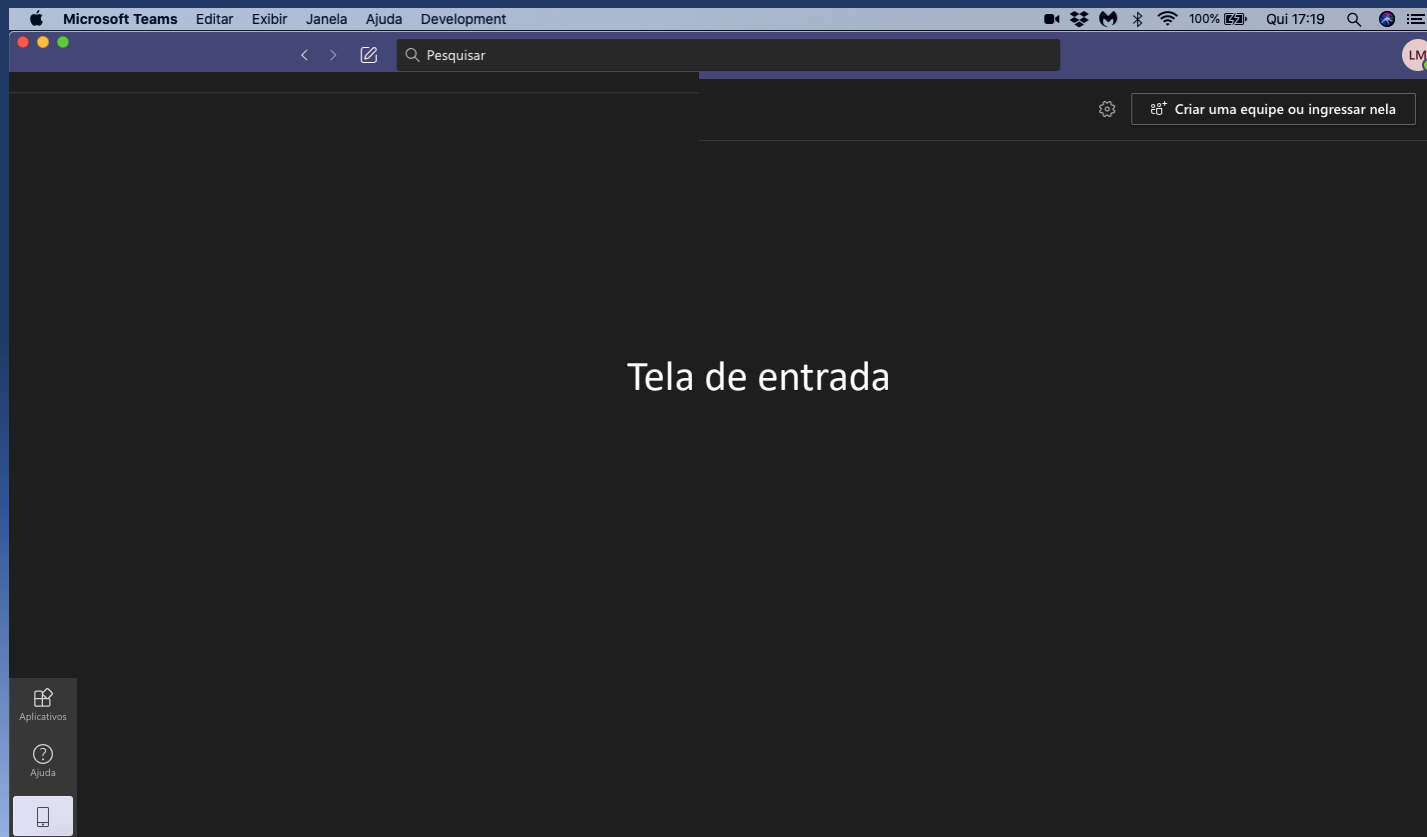 Microsoft Teams Editar Exibir Janela Ajuda Development 100% Qui 17:19
Pesquisar
LM
Criar uma equipe ou ingressar nela
Tela de entrada
Aplicativos
Ajuda